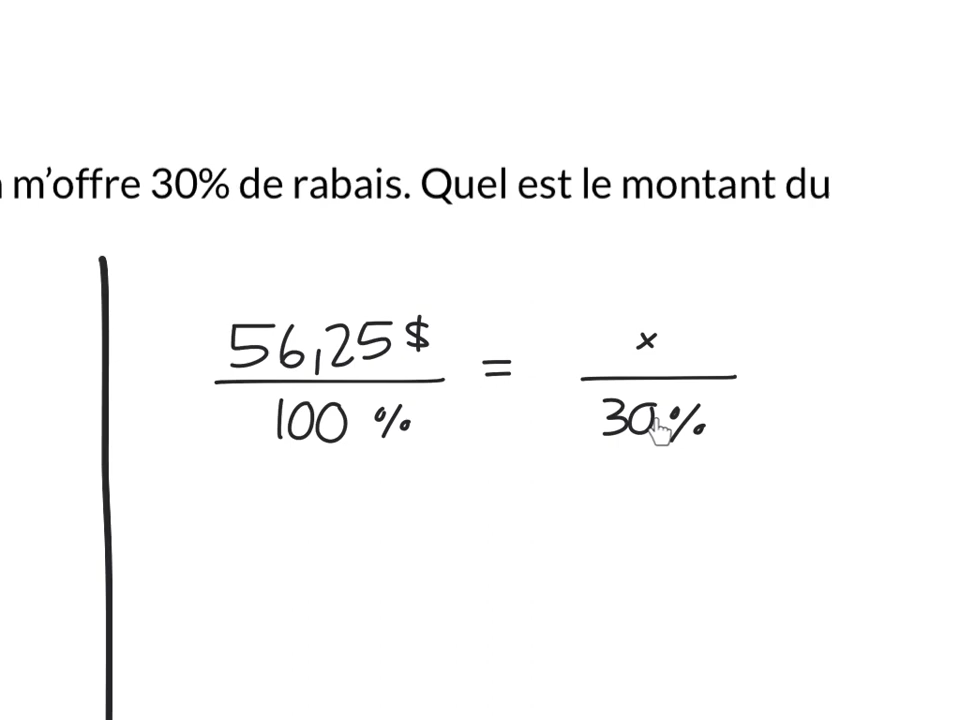 m'offre 30% de rabais. Quel est le montant du
56,25 $ = x
100 % 30%